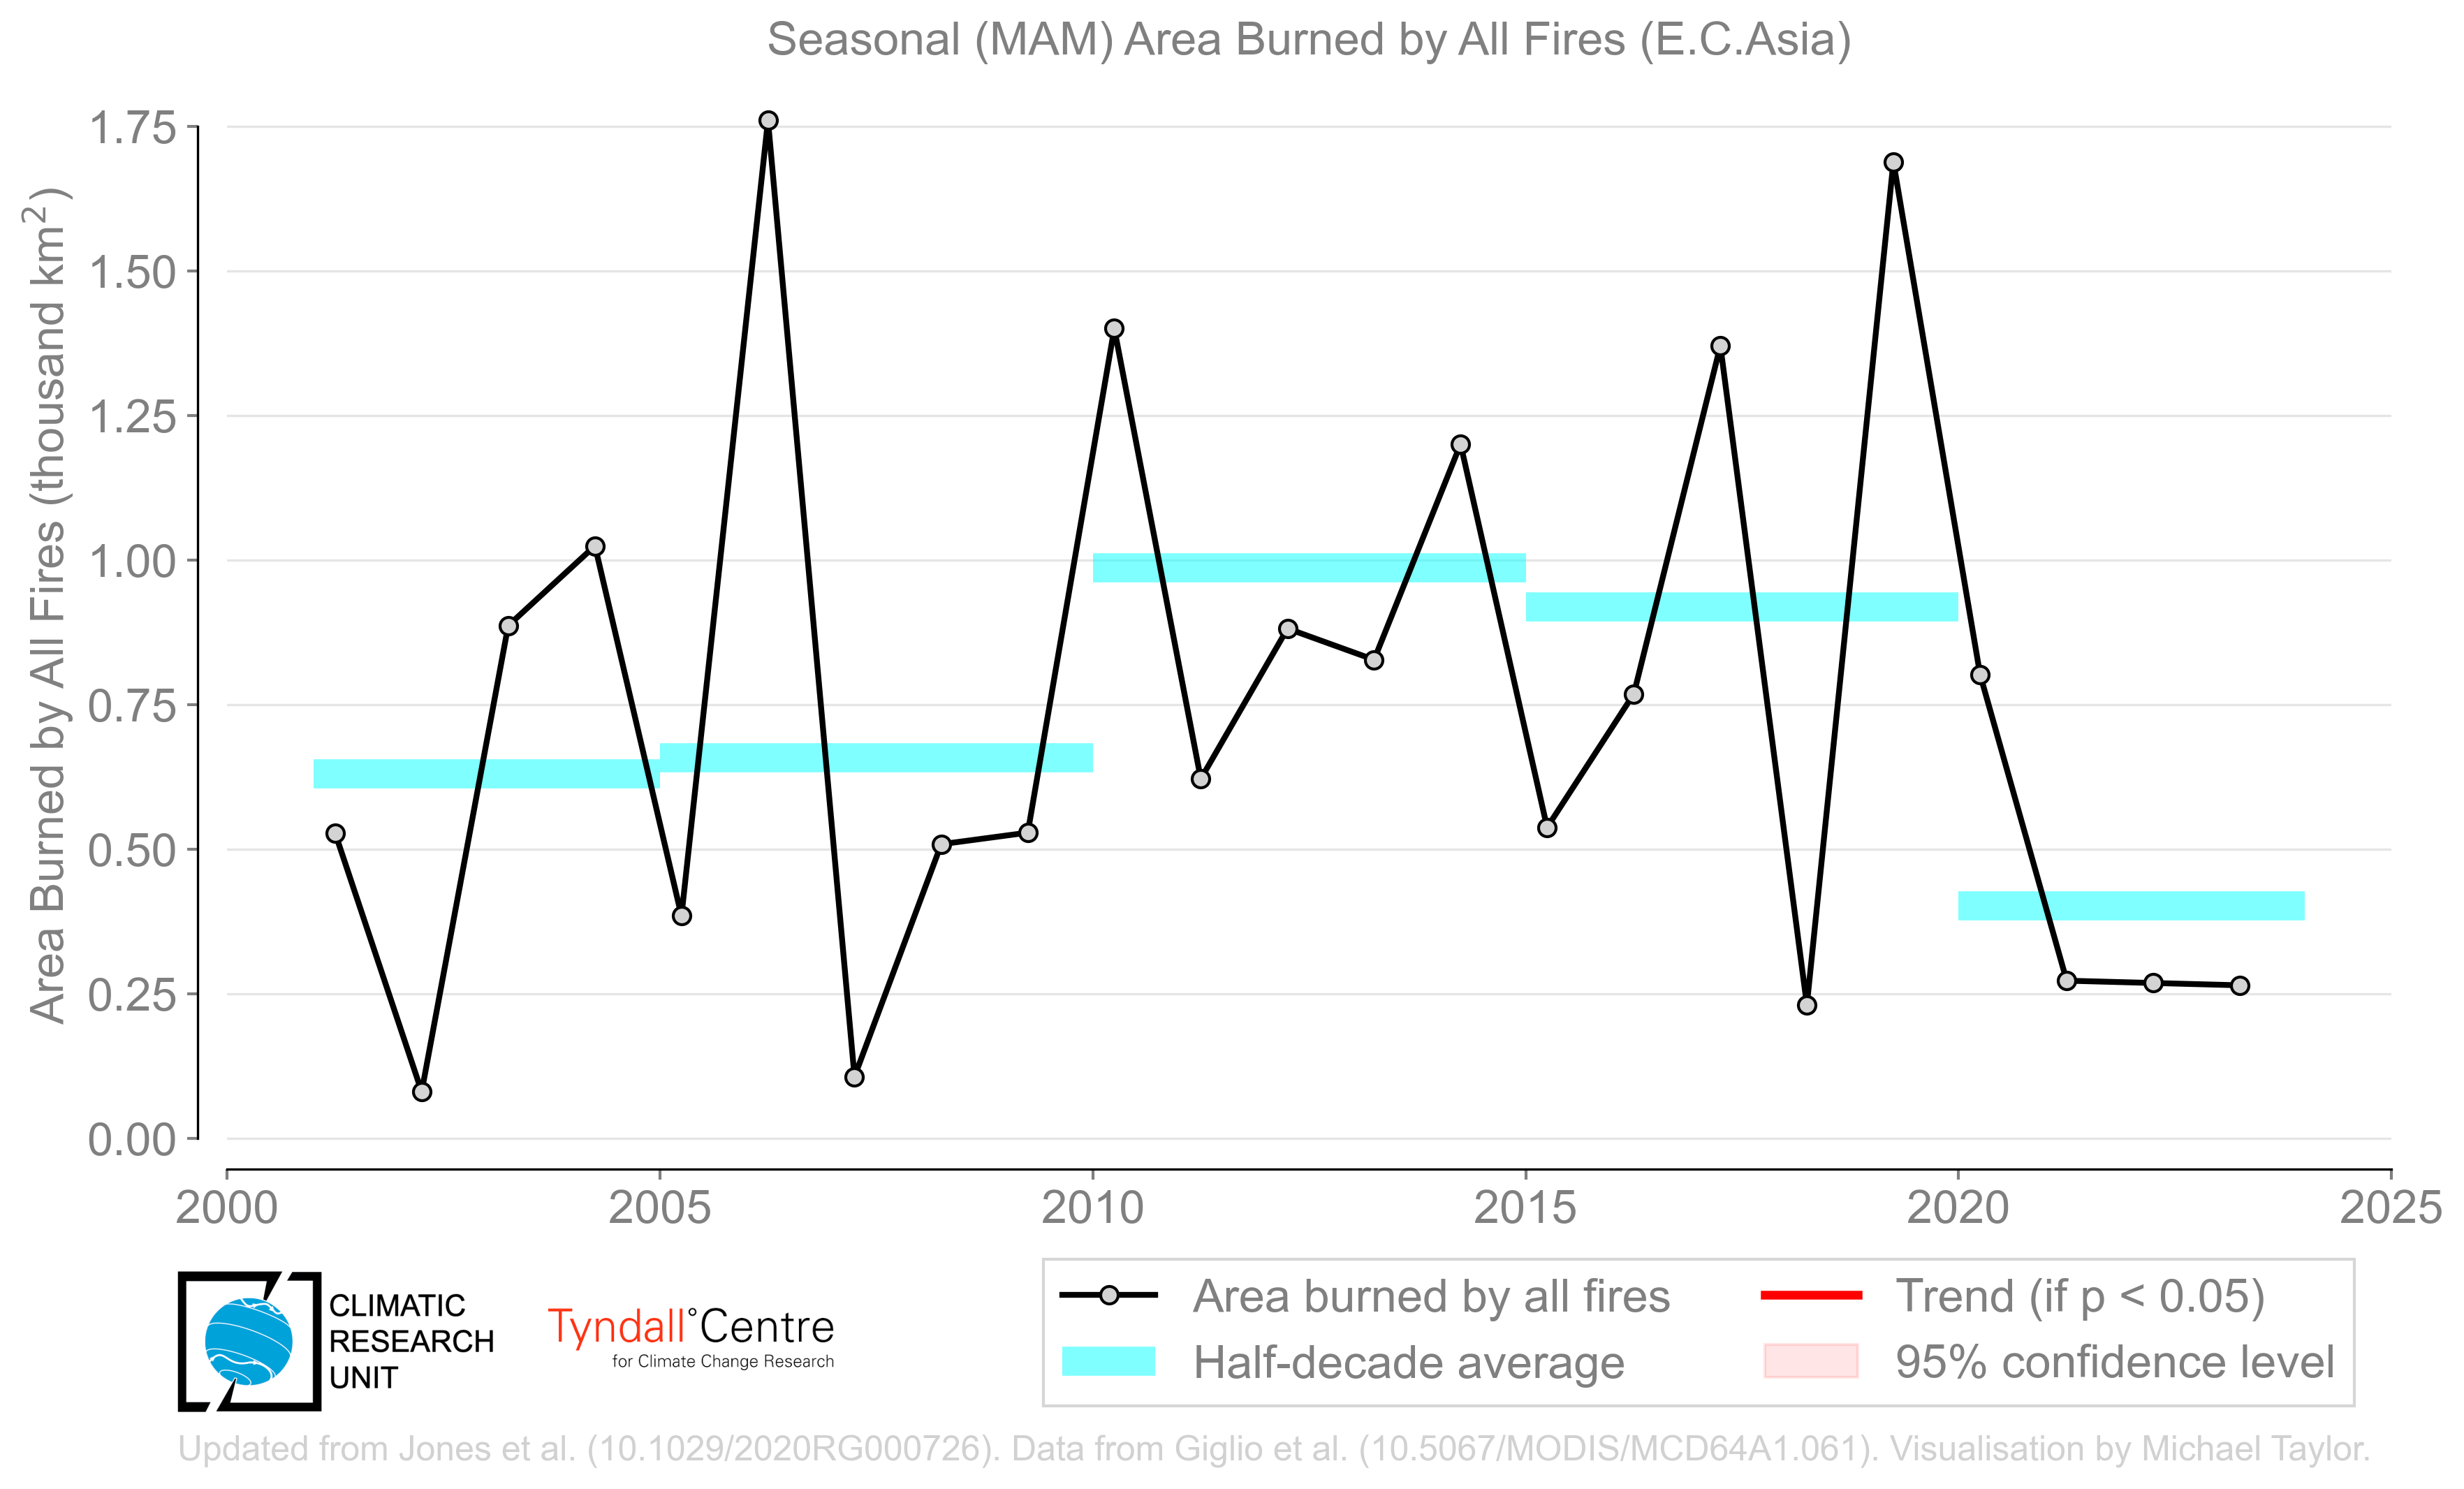 Seasonal (MAM) Area Burned by All Fires (E.C.Asia)
Area Burned by All Fires (thousand km²)
1.75
1.50
1.25
1.00
0.75
0.50
0.25
0.00
2000 2005 2010 2015 2020 2025
CLIMATIC
RESEARCH
UNIT
Tyndall°Centre
for Climate Change Research
Area burned by all fires
Half-decade average
Trend (if p < 0.05)
95% confidence level
Updated from Jones et al. (10.1029/2020RG000726). Data from Giglio et al. (10.5067/MODIS/MCD64A1.061). Visualisation by Michael Taylor.